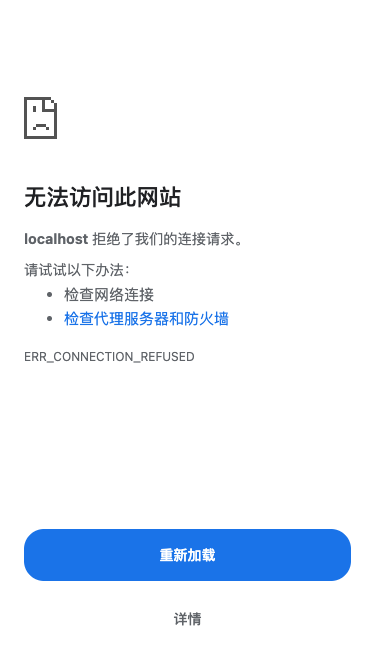 无法访问此网站
localhost 拒绝了我们的连接请求。
请试试以下办法：
检查网络连接
检查代理服务器和防火墙
ERR_CONNECTION_REFUSED
重新加载
详情